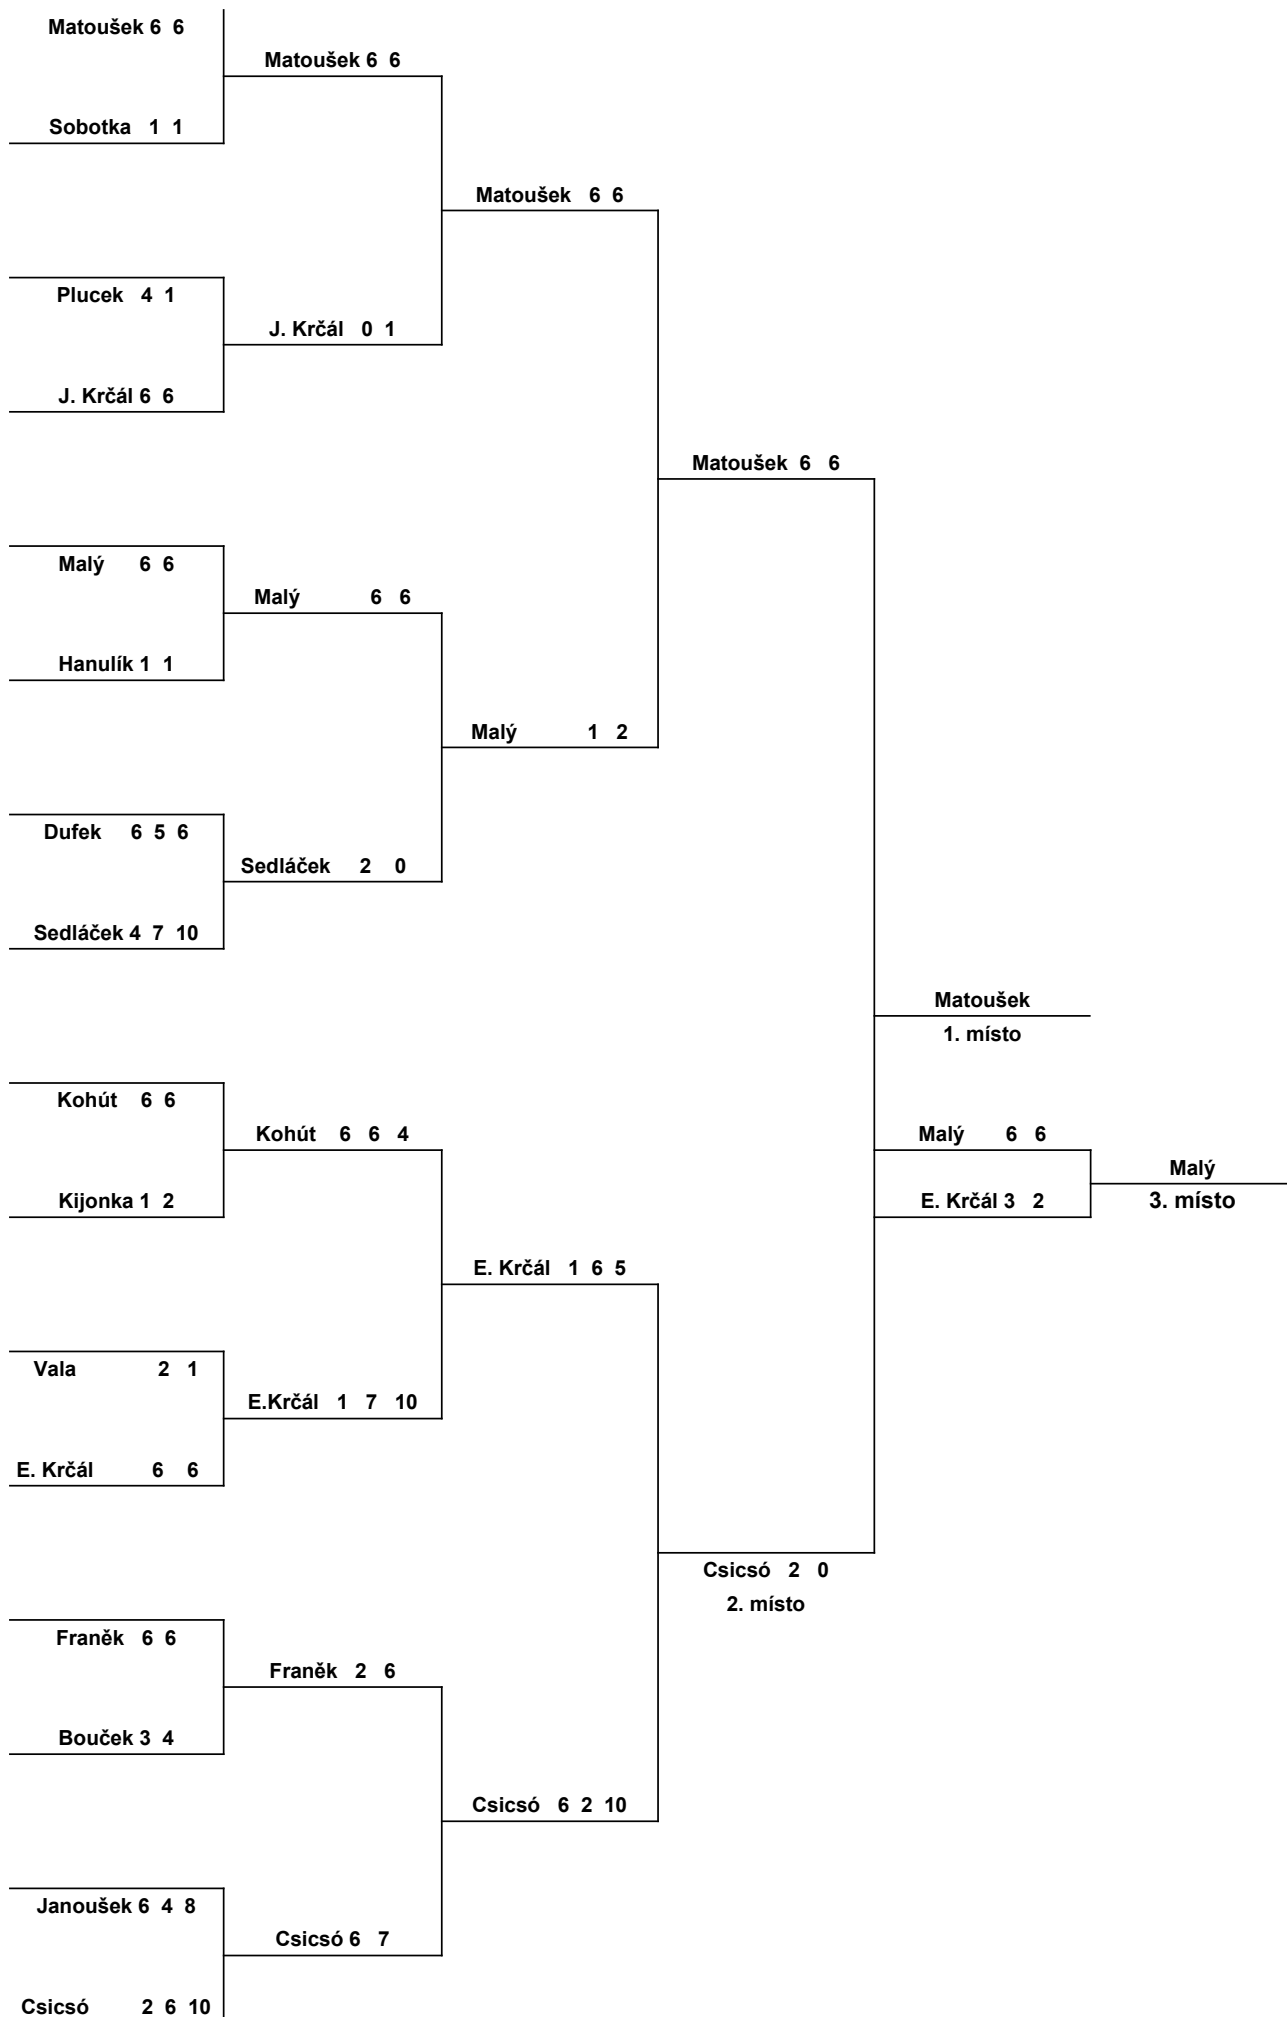 Matoušek 6 6
Matoušek 6 6
Sobotka 1 1
Matoušek 6 6
Plucek 4 1
J. Krčál 0 1
J. Krčál 6 6
Matoušek 6 6
Malý 6 6
Malý 6 6
Hanulík 1 1
Malý 1 2
Dufek 6 5 6
Sedláček 2 0
Sedláček 4 7 10
Matoušek
1. místo
Kohút 6 6
Kohút 6 6 4
Malý 6 6
Malý
Kijonka 1 2
E. Krčál 3 2
3. místo
E. Krčál 1 6 5
Vala 2 1
E.Krčál 1 7 10
E. Krčál 6 6
Csicsó 2 0
2. místo
Franěk 6 6
Franěk 2 6
Bouček 3 4
Csicsó 6 2 10
Janoušek 6 4 8
Csicsó 6 7
Csicsó 2 6 10